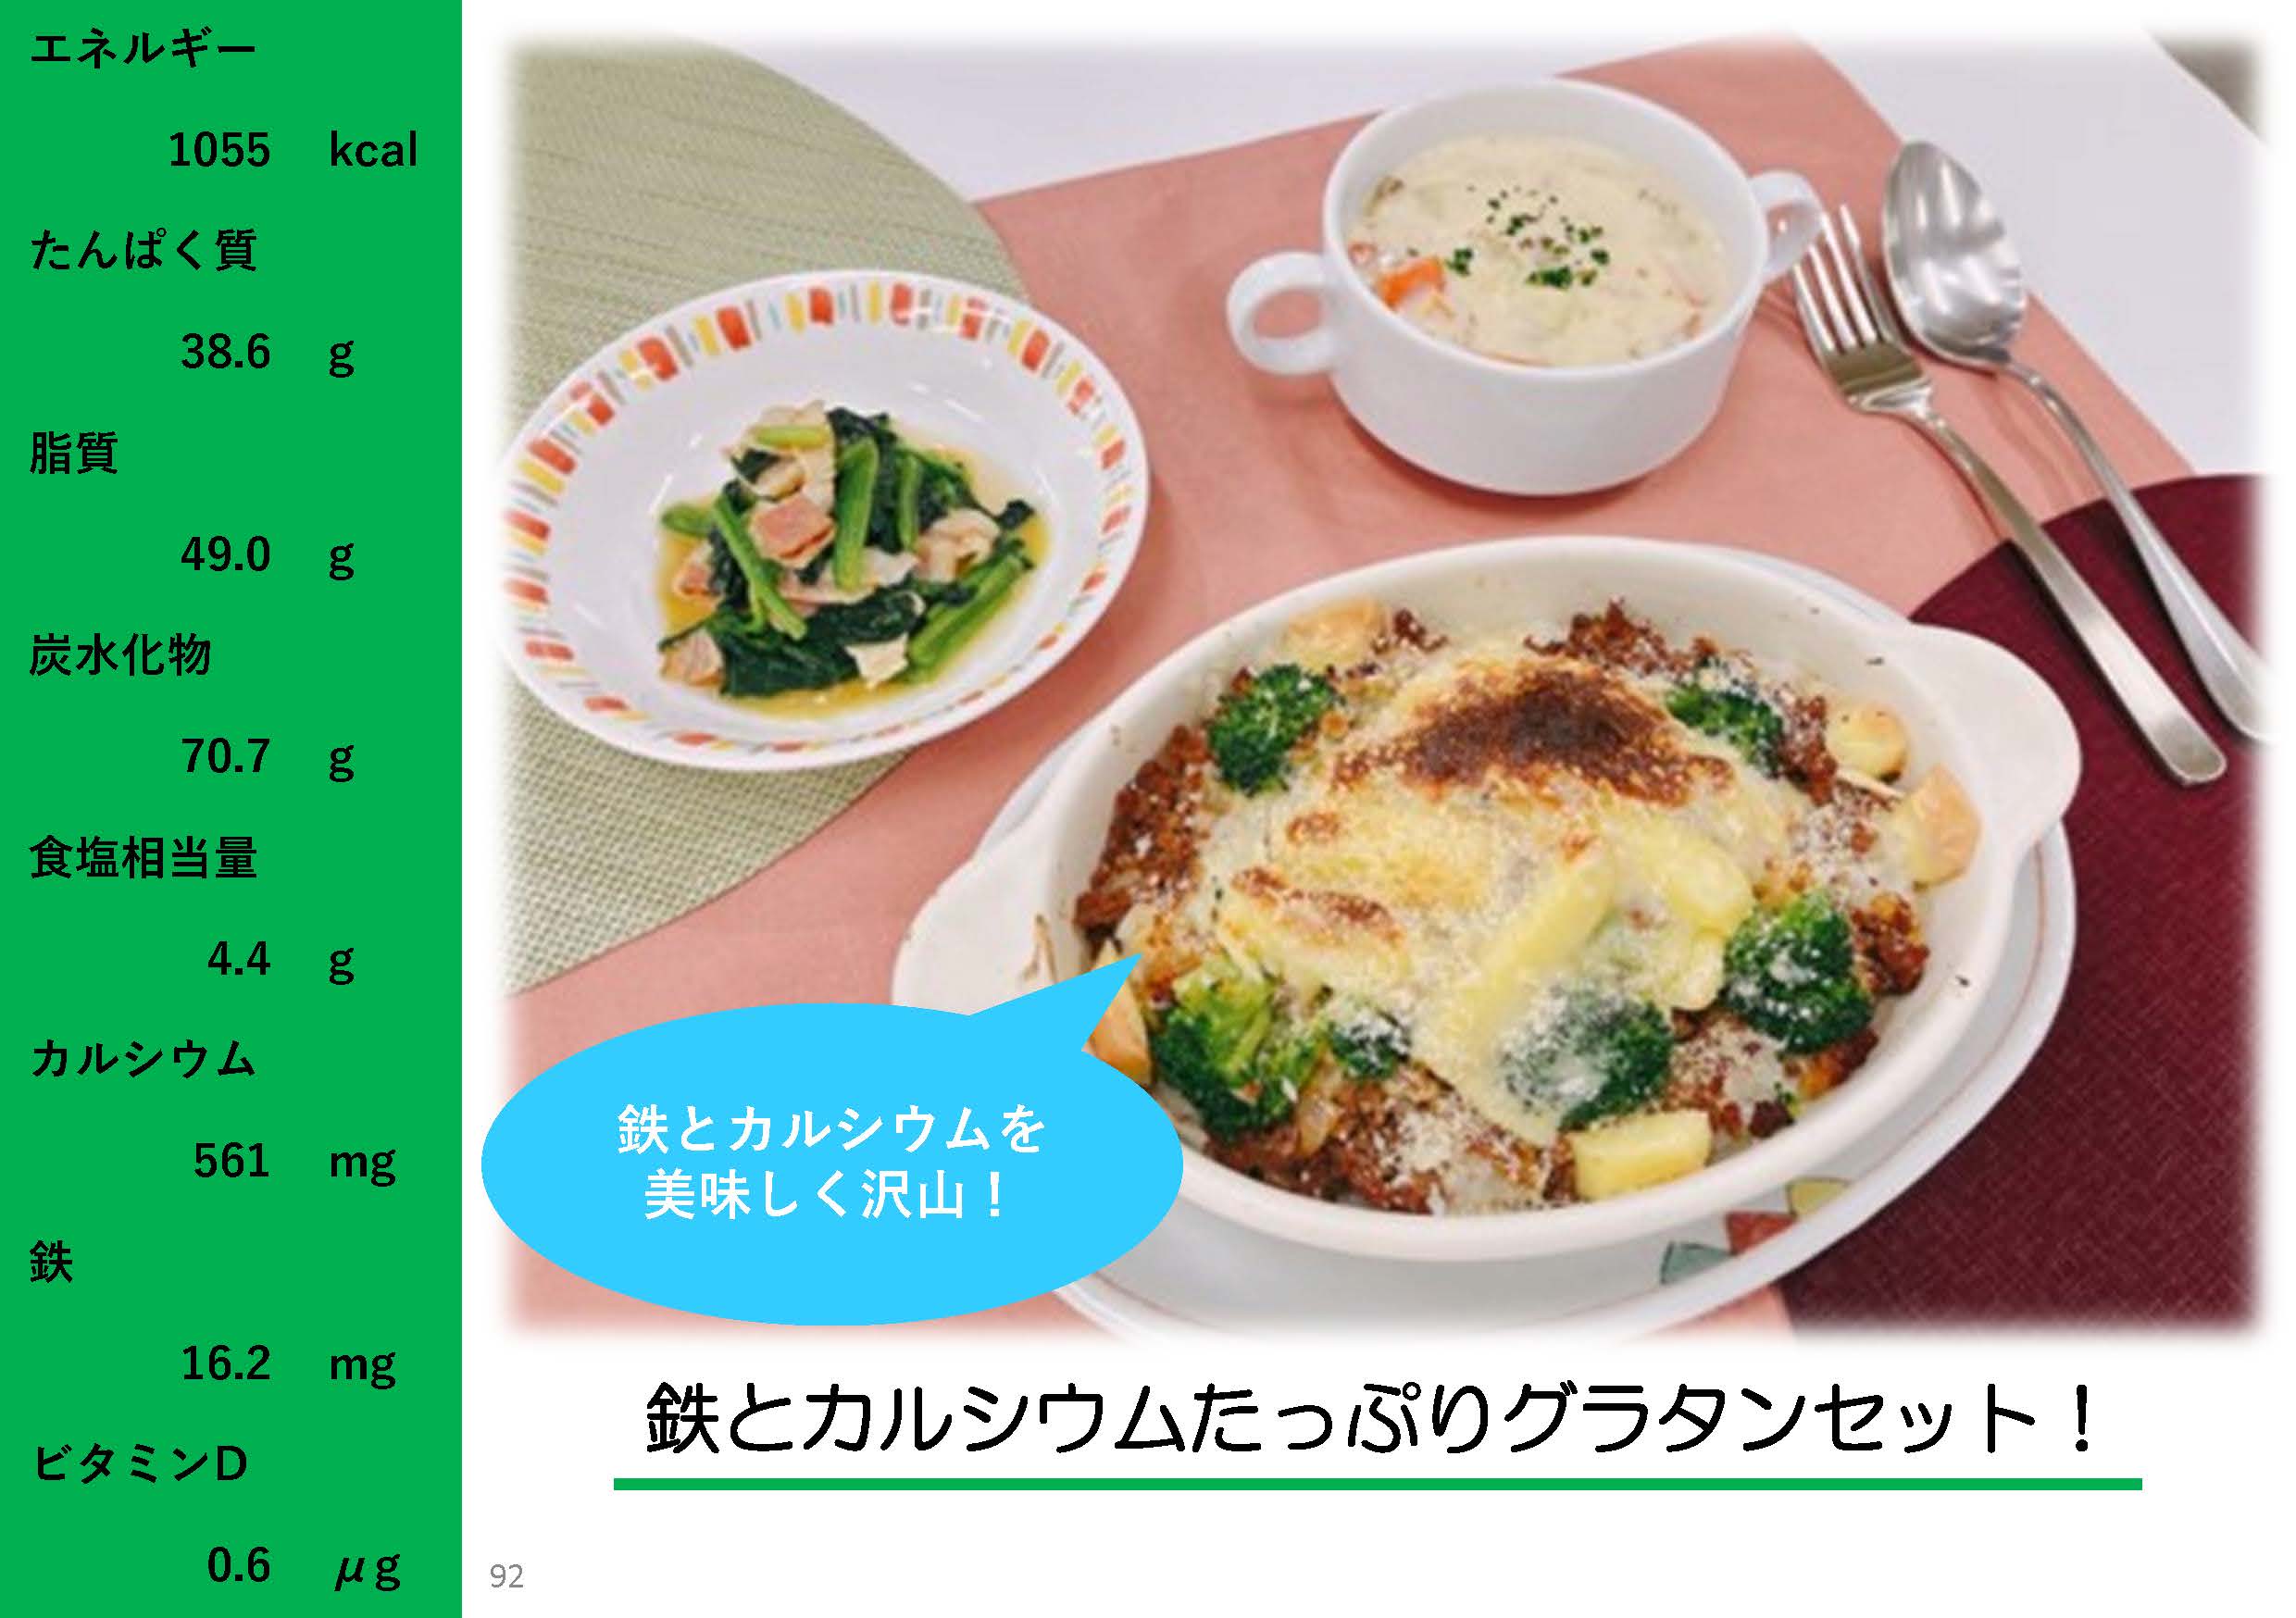 エネルギー
1055 kcal
たんぱく質
38.6 g
脂質
49.0 g
炭水化物
70.7 g
食塩相当量
4.4 g
カルシウム
561 mg
鉄
16.2 mg
ビタミンD
0.6 μg
鉄とカルシウムを
美味しく沢山！
鉄とカルシウムたっぷりグラタンセット！
92